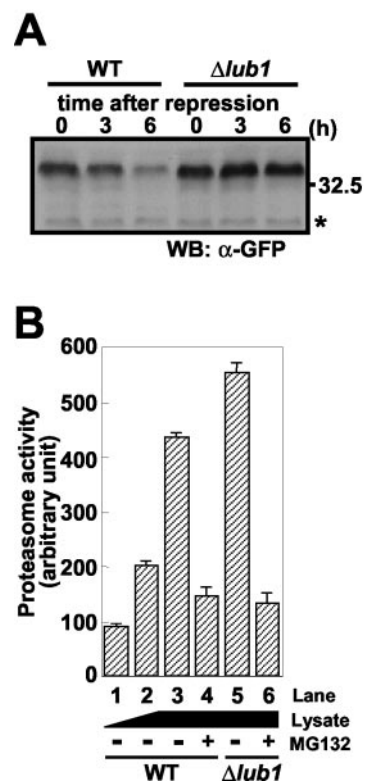 A
WT Δlub1
time after repression
0 3 6 0 3 6 (h)
-32.5
*
WB: α-GFP
B
Proteasome activity
(arbitrary unit)
600
500
400
300
200
100
0
1 2 3 4 5 6 Lane
Lysate
- - - + - + MG132
WT Δlub1